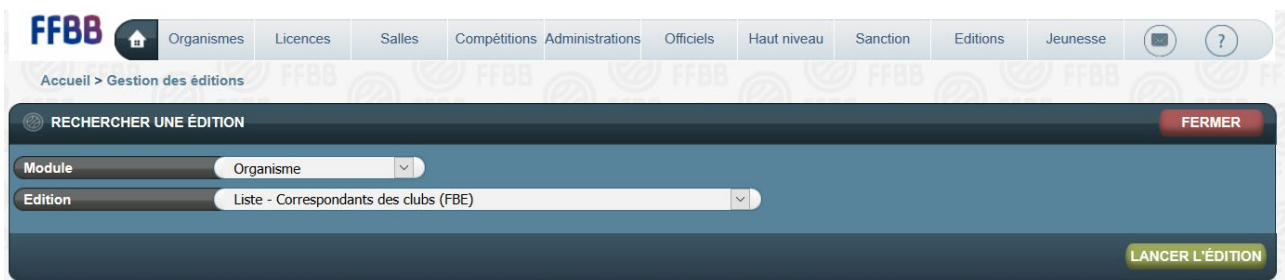 FFBB Organismes Licences Salles Compétitions Administrations Officiels Haut niveau Sanction Editions Jeunesse ?
Accueil > Gestion des éditions
RECHERCHER UNE ÉDITION FERMER
Module Organisme
Edition Liste - Correspondants des clubs (FBE)
LANCER L'ÉDITION